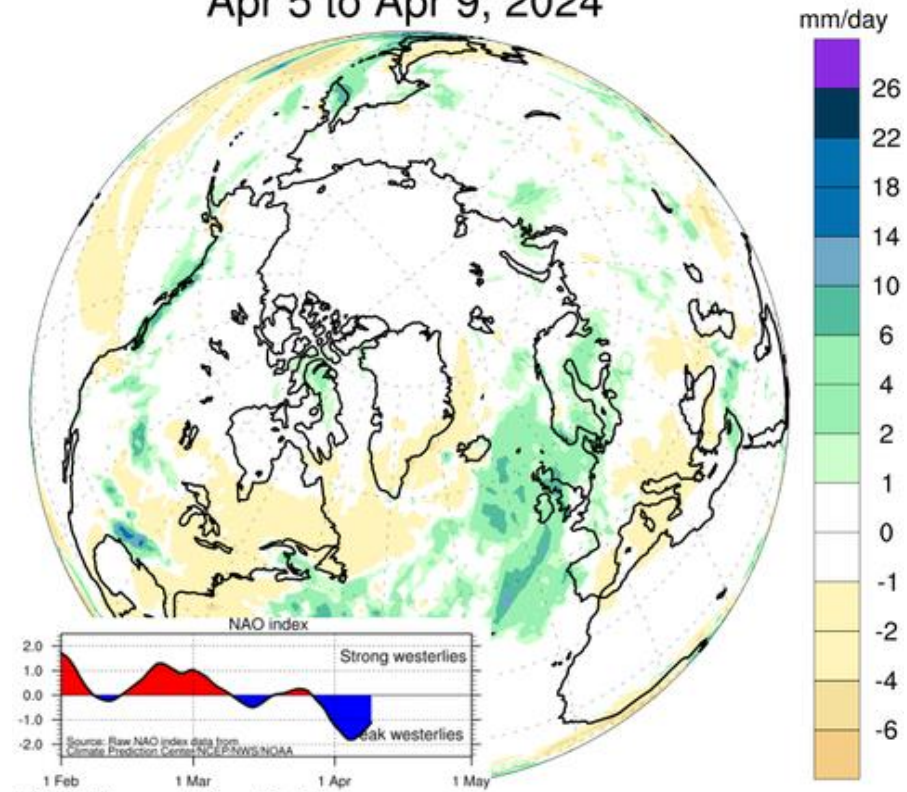 Apr 5 to Apr 9, 2024
mm/day
26
22
18
14
10
6
4
2
1
0
-1
-2
-4
-6
NAO index
2.0
1.0
0.0
-1.0
-2.0
Strong westerlies
eak westerlies
Source: Raw NAO index data from
Climate Prediction Center/NCEP/NWS/NOAA
1 Feb
1 Mar
1 Apr
1 May